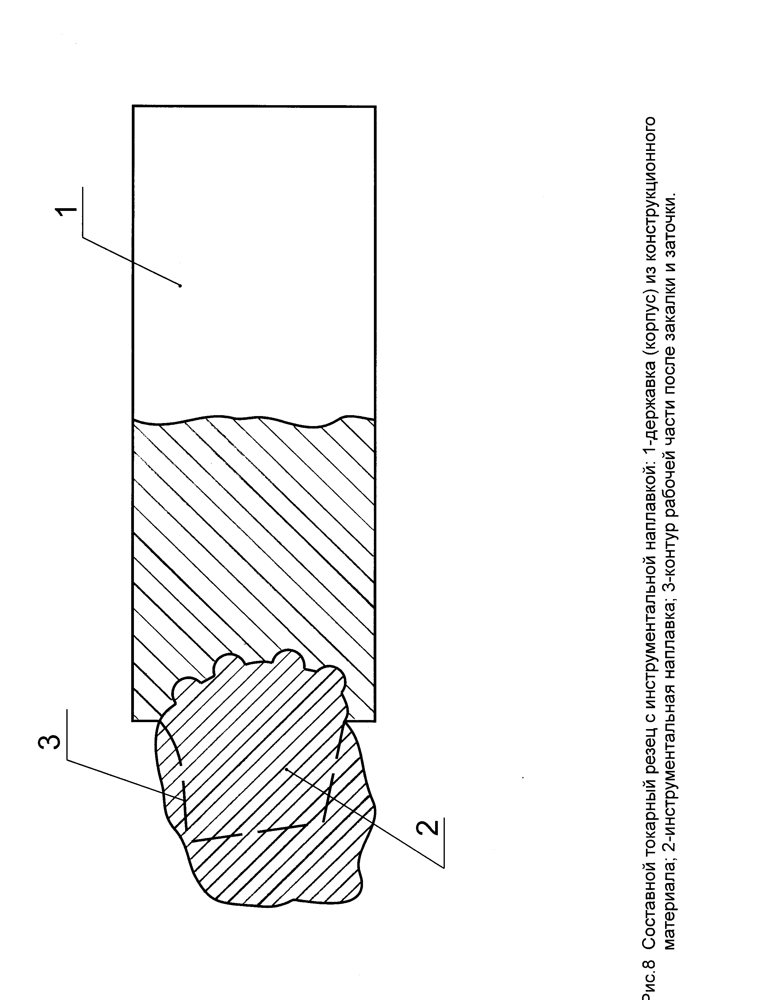 1
3
2
Рис.8 Составной токарный резец с инструментальной наплавкой: 1-державка (корпус) из конструкционного
материала; 2-инструментальная наплавка; 3-контур рабочей части после закалки и заточки.